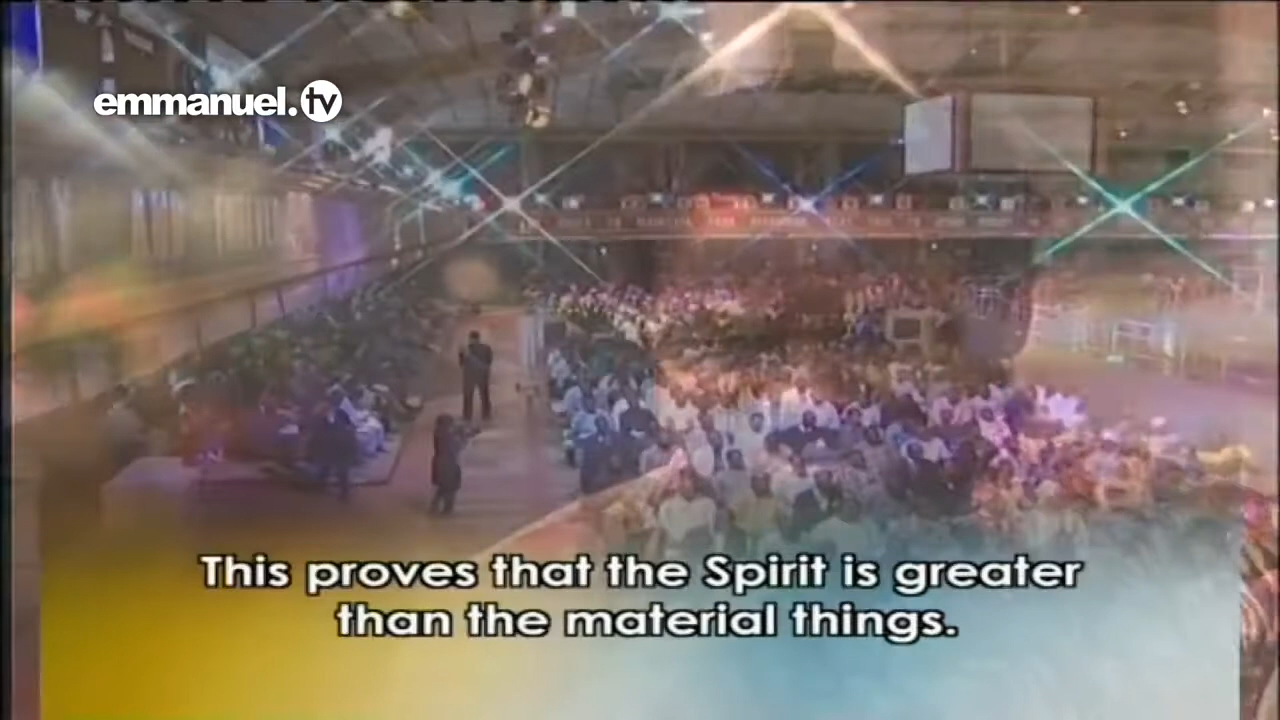 emmanuel.tv
This proves that the Spirit is greater
than the material things.